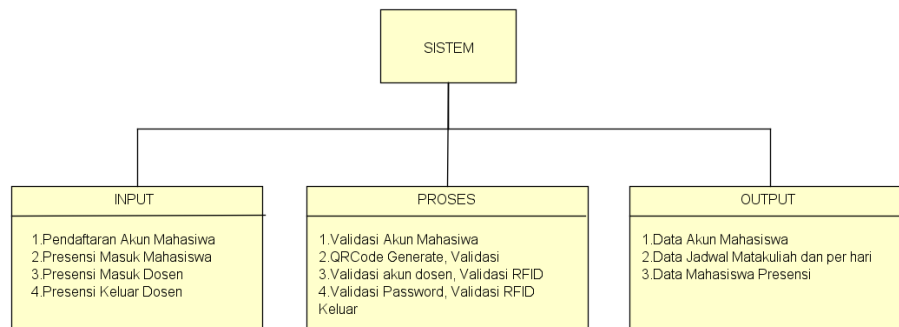 SISTEM
INPUT
1.Pendaftaran Akun Mahasiwa
2.Presensi Masuk Mahasiswa
3.Presensi Masuk Dosen
4.Presensi Keluar Dosen
PROSES
1.Validasi Akun Mahasiwa
2.QRCode Generate, Validasi
3.Validasi akun dosen, Validasi RFID
4.Validasi Password, Validasi RFID
Keluar
OUTPUT
1.Data Akun Mahasiswa
2.Data Jadwal Matakuliah dan per hari
3.Data Mahasiswa Presensi